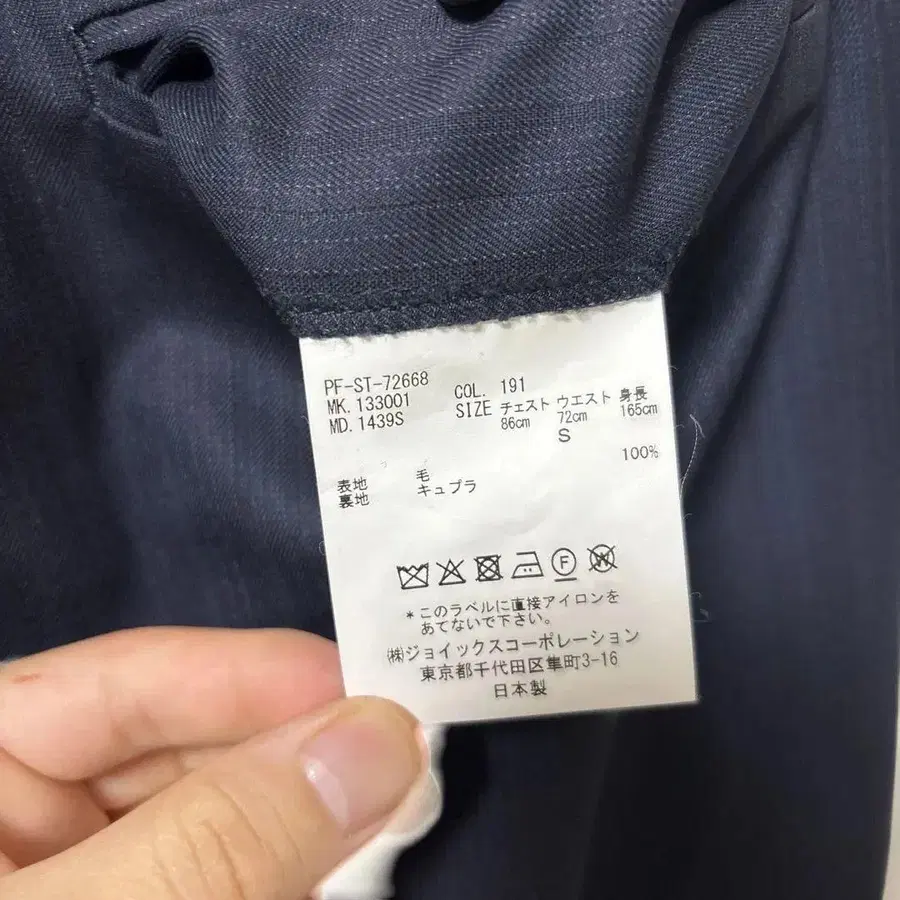 PF-ST-72668
MK. 133001
MD. 1439S
COL. 191
SIZE チェスト ウエスト 身長
86cm 72cm 165cm
S
表地 毛 100%
裏地 キュプラ
F
W
*このラベルに直接アイロンを
あてないで下さい。
㈱ジョイックスコーポレーション
東京都千代田区隼町3-16
日本製